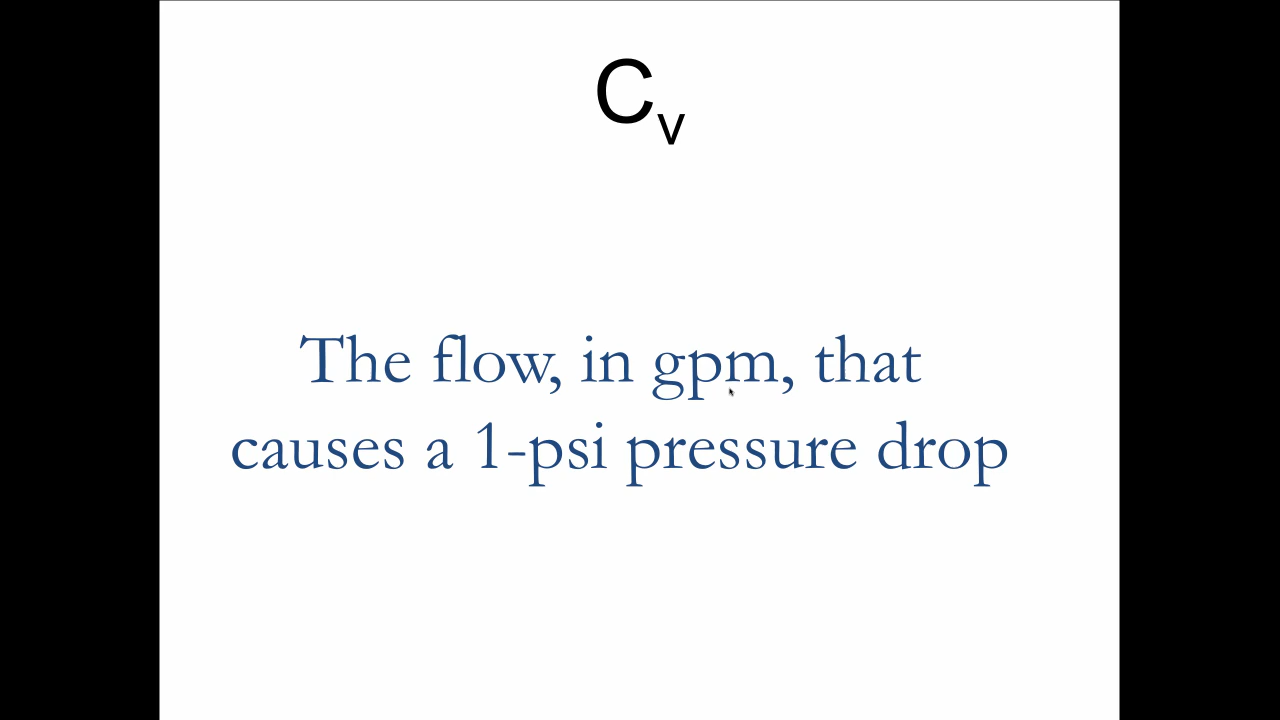 Cv
The flow, in gpm, that
causes a 1-psi pressure drop